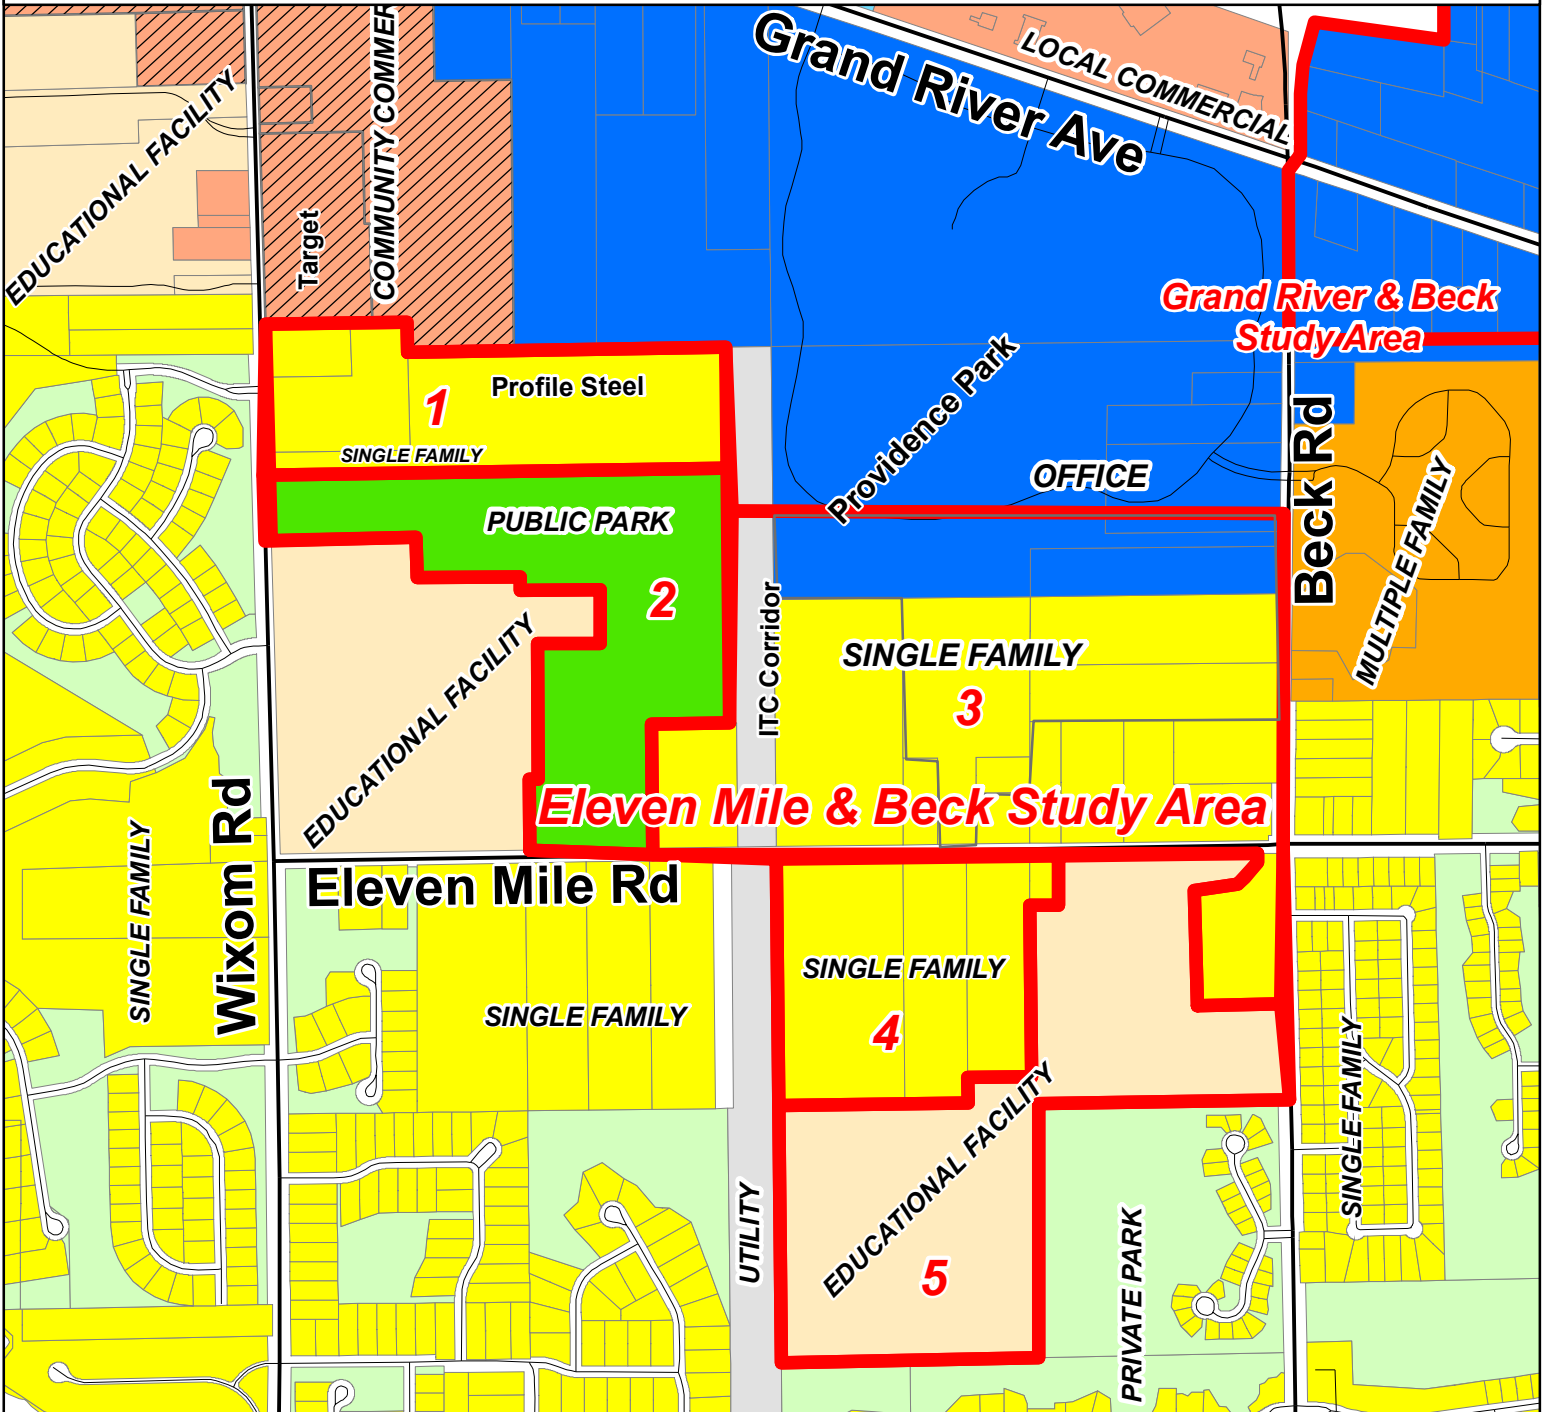 Grand River Ave
LOCAL COMMERCIAL
COMMUNITY COMMER
EDUCATIONAL FACILITY
Target
Grand River & Beck
Study Area
Profile Steel
1
SINGLE FAMILY
Providence Park
OFFICE
Beck Rd
MULTIPLE FAMILY
PUBLIC PARK
2
ITC Corridor
SINGLE FAMILY
3
EDUCATIONAL FACILITY
Eleven Mile & Beck Study Area
Wixom Rd
SINGLE FAMILY
Eleven Mile Rd
SINGLE FAMILY
SINGLE FAMILY
4
SINGLE FAMILY
EDUCATIONAL FACILITY
5
UTILITY
PRIVATE PARK